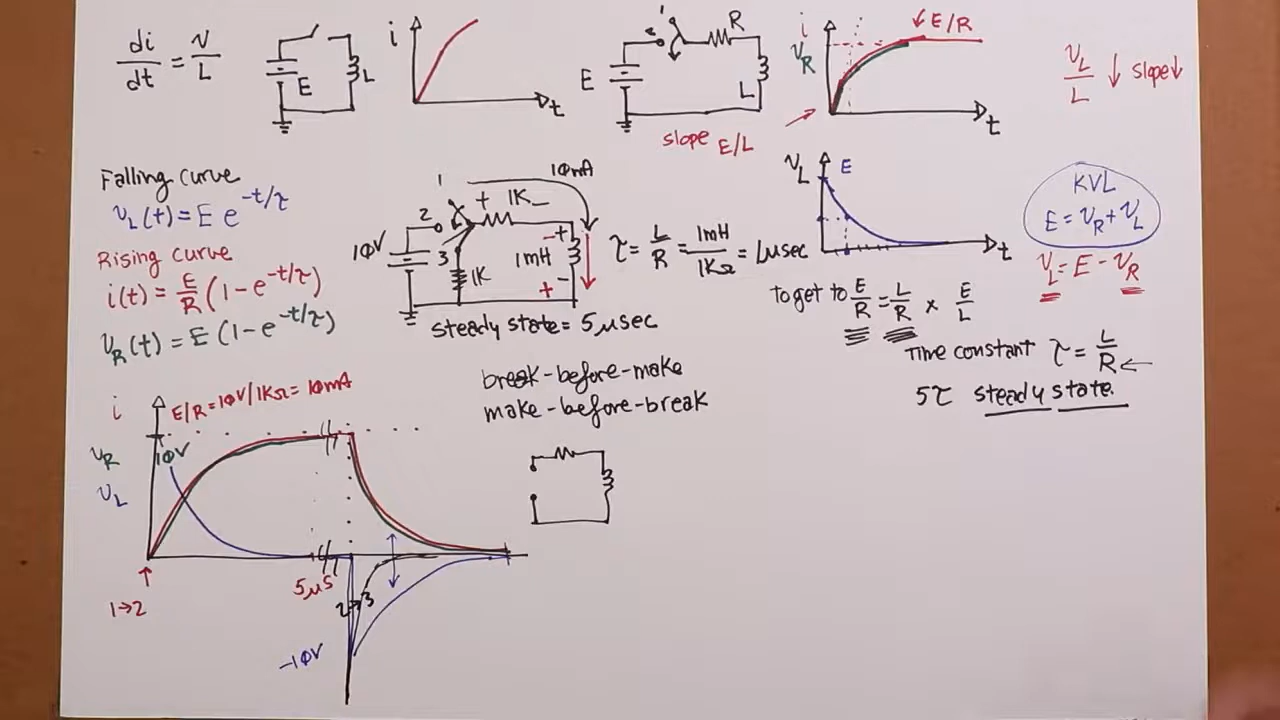 di/dt = v/L
E
L
i
t
1
2
R
E
L
i
v_R
E/R
t
slope E/L
v_L/L ↓ slope↓
Falling curve
v_L(t) = E e^-t/τ
Rising curve
i(t) = E/R (1-e^-t/τ)
v_R(t) = E (1-e^-t/τ)
10mA
1
2
3
+ 1K -
10V
1K
1mH
+
-
-
+
steady state = 5μsec
τ = L/R = 1mH/1KΩ = 1μsec
v_L
E
t
KVL
E = v_R + v_L
v_L = E - v_R
To get to E/R = L/R × E/L
Time constant τ = L/R ←
5τ steady state.
break-before-make
make-before-break
i
E/R = 10V/1KΩ = 10mA
v_R
10V
v_L
5μs
1→2
2→3
-10V